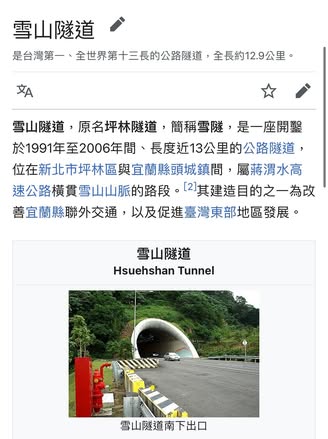 雪山隧道
是台灣第一、全世界第十三長的公路隧道，全長約12.9公里。
雪山隧道，原名坪林隧道，簡稱雪隧，是一座開鑿
於1991年至2006年間、長度近13公里的公路隧道，
位在新北市坪林區與宜蘭縣頭城鎮間，屬蔣渭水高
速公路橫貫雪山山脈的路段。[2]其建造目的之一為改
善宜蘭縣聯外交通，以及促進臺灣東部地區發展。
雪山隧道
Hsuehshan Tunnel
雪山隧道南下出口